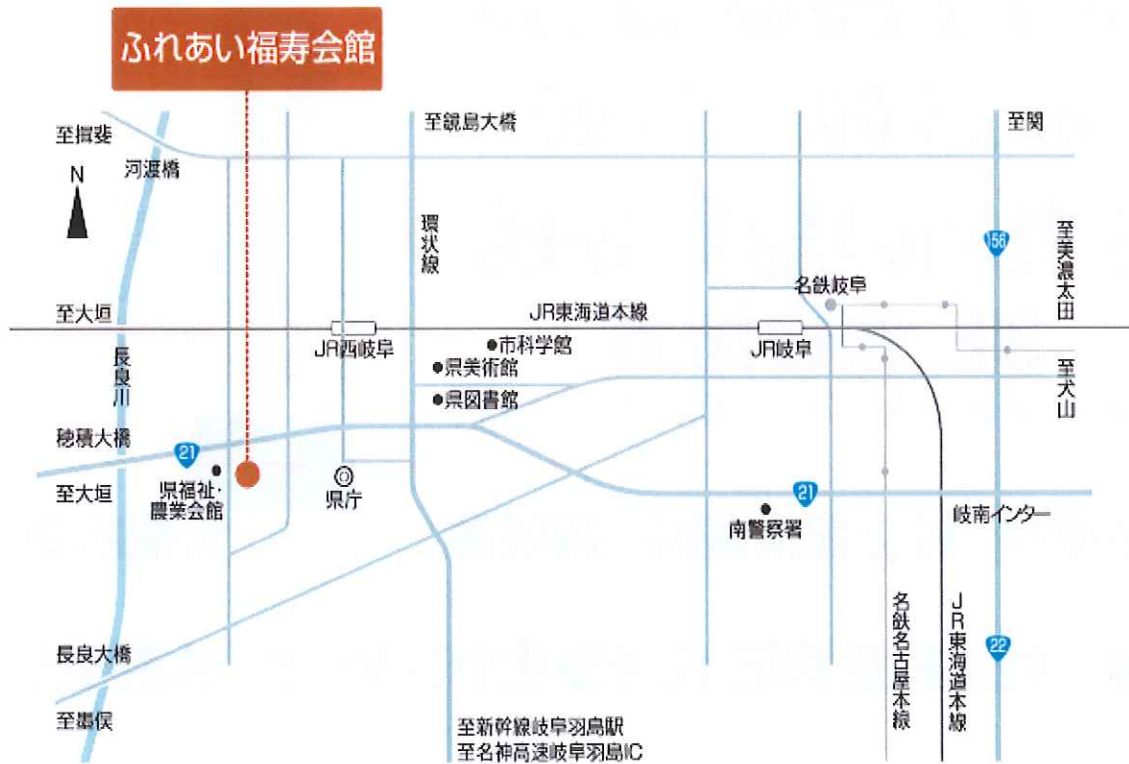 ふれあい福寿会館
至揖斐
至鏡島大橋
至関
河渡橋
N
環状線
156
至美濃太田
名鉄岐阜
至大垣
JR東海道本線
JR西岐阜
市科学館
JR岐阜
県美術館
長良川
県図書館
至犬山
穂積大橋
21
至大垣
県福祉・
農業会館
県庁
21
南警察署
岐南インター
名鉄名古屋本線
JR東海道本線
長良大橋
22
至墨俣
至新幹線岐阜羽島駅
至名神高速岐阜羽島IC